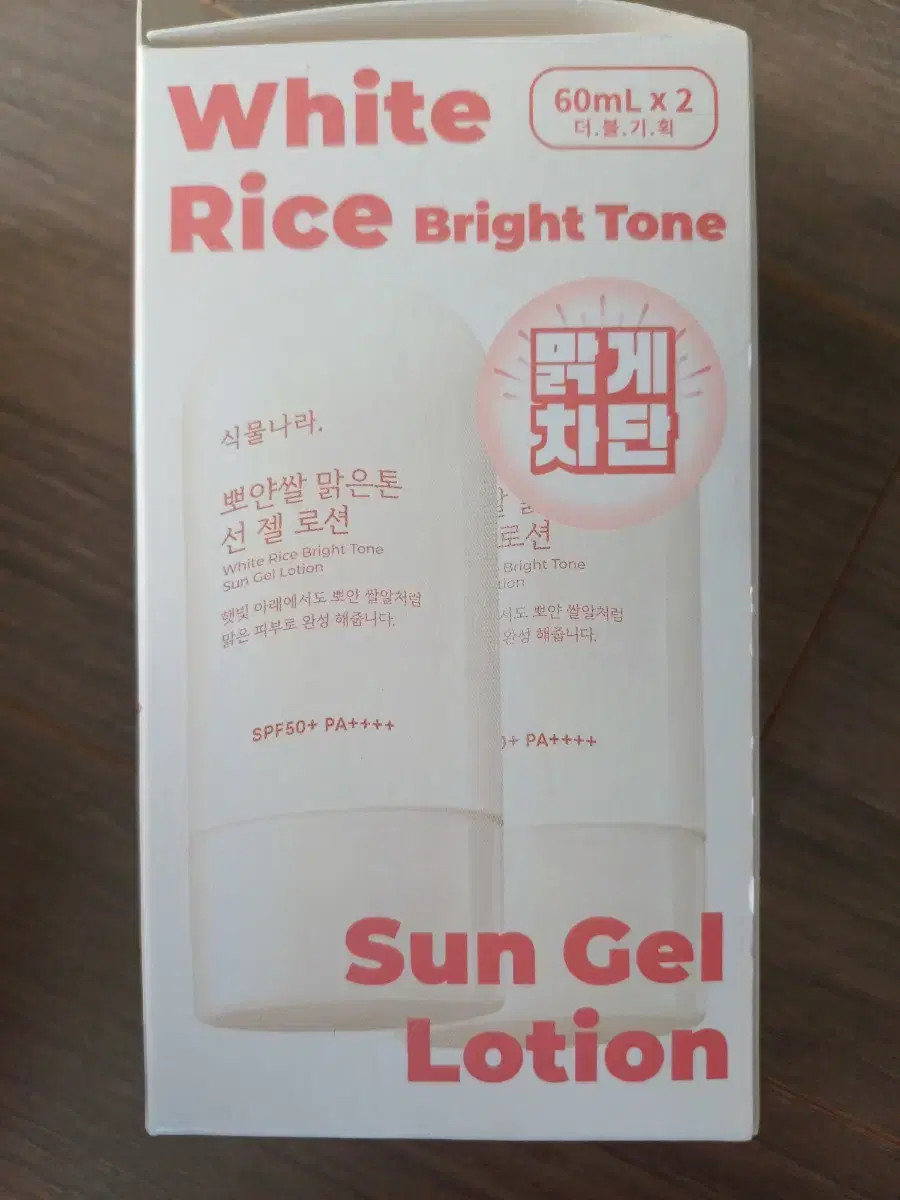 White
60mL x 2
더.블.기.획
Rice Bright Tone
맑게
차단
식물나라.
뽀얀쌀 맑은톤
선 젤 로션
White Rice Bright Tone
Sun Gel Lotion
햇빛 아래에서도 뽀얀 쌀알처럼
맑은 피부로 완성 해줍니다.
SPF50+ PA++++
로션
Bright Tone
tion
서도 뽀얀 쌀알처럼
완성 해줍니다.
+ PA++++
Sun Gel
Lotion